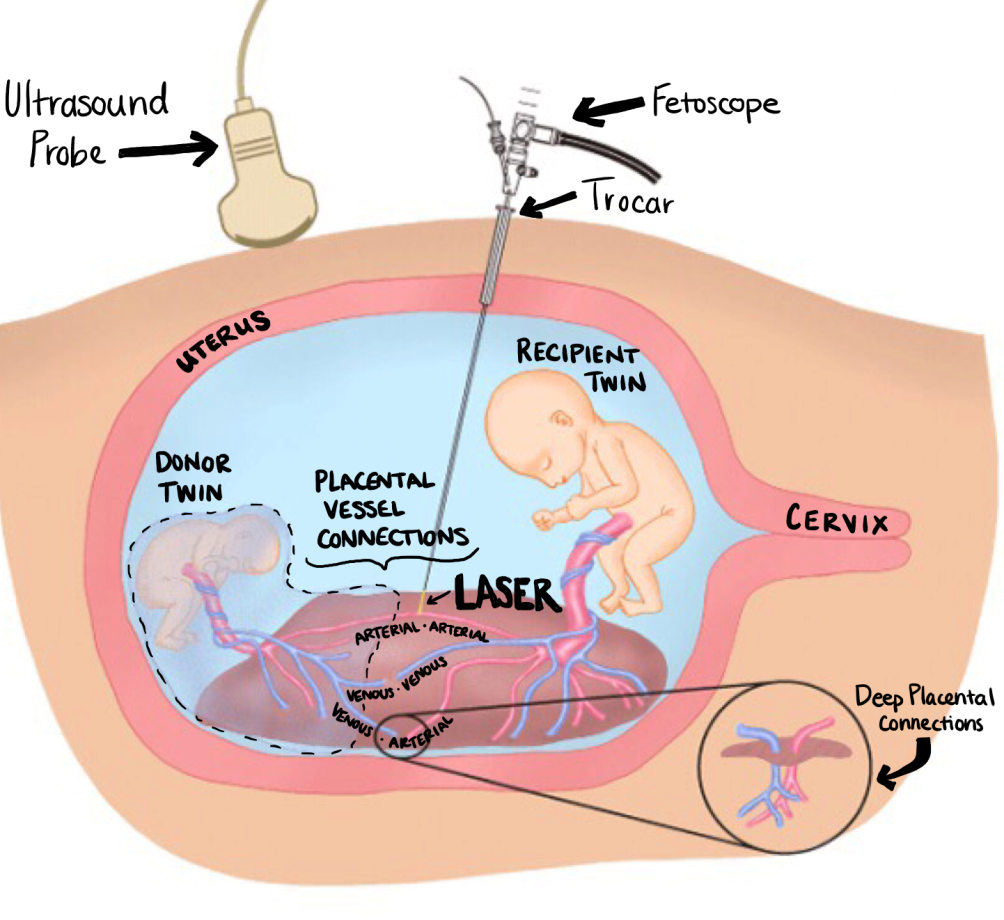 Ultrasound
Probe
Fetoscope
Trocar
UTERUS
RECIPIENT
TWIN
DONOR
TWIN
PLACENTAL
VESSEL
CONNECTIONS
CERVIX
LASER
ARTERIAL · ARTERIAL
VENOUS · VENOUS
VENOUS · ARTERIAL
Deep Placental
Connections